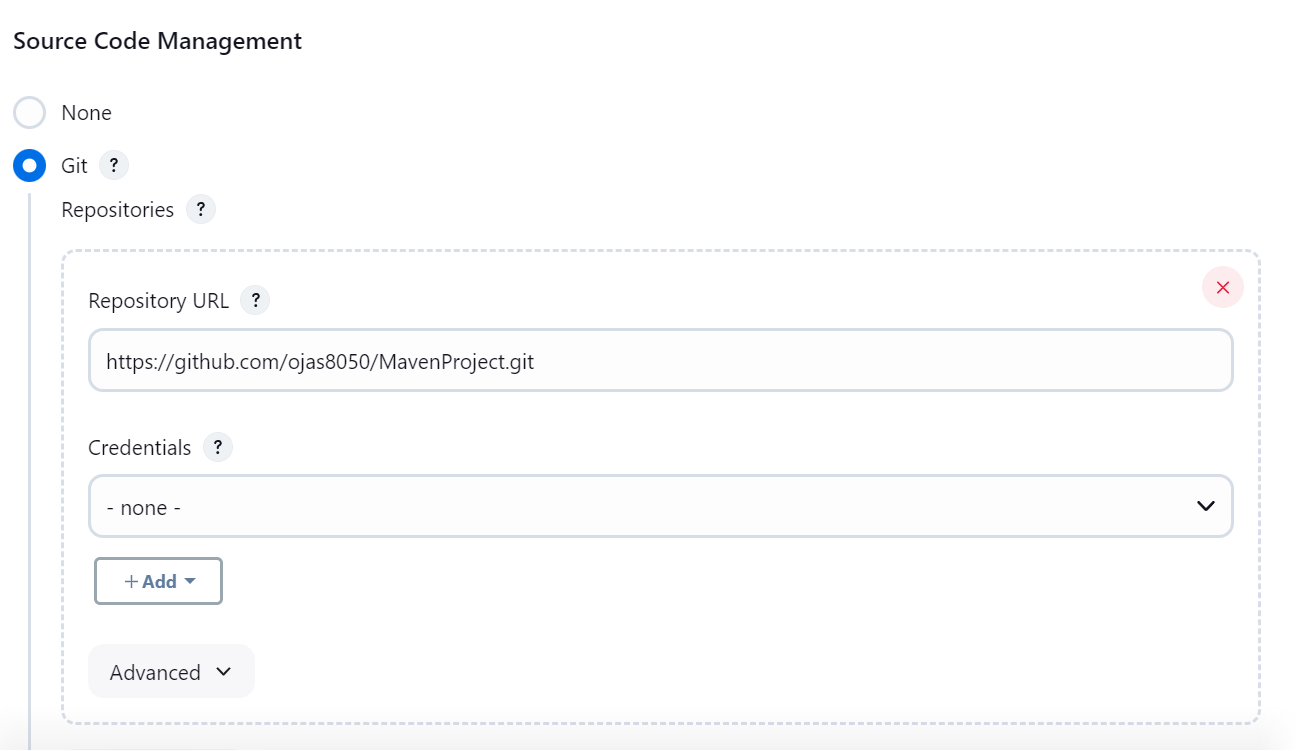 Source Code Management
None
Git ?
Repositories ?
Repository URL ?
https://github.com/ojas8050/MavenProject.git
Credentials ?
- none -
+ Add
Advanced